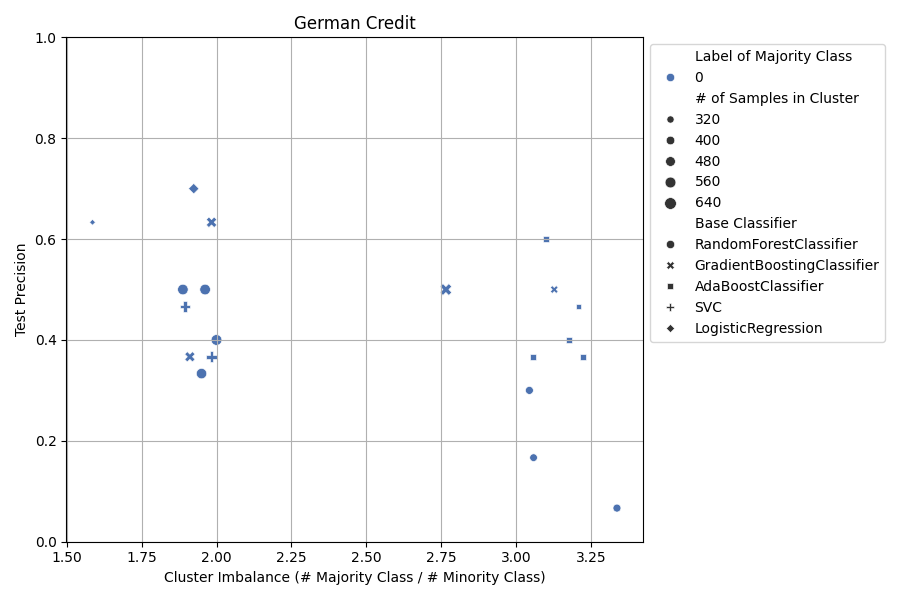 German Credit
1.0
0.8
0.6
0.4
0.2
0.0
Test Precision
1.50 1.75 2.00 2.25 2.50 2.75 3.00 3.25
Cluster Imbalance (# Majority Class / # Minority Class)
Label of Majority Class
0
# of Samples in Cluster
320
400
480
560
640
Base Classifier
RandomForestClassifier
GradientBoostingClassifier
AdaBoostClassifier
SVC
LogisticRegression